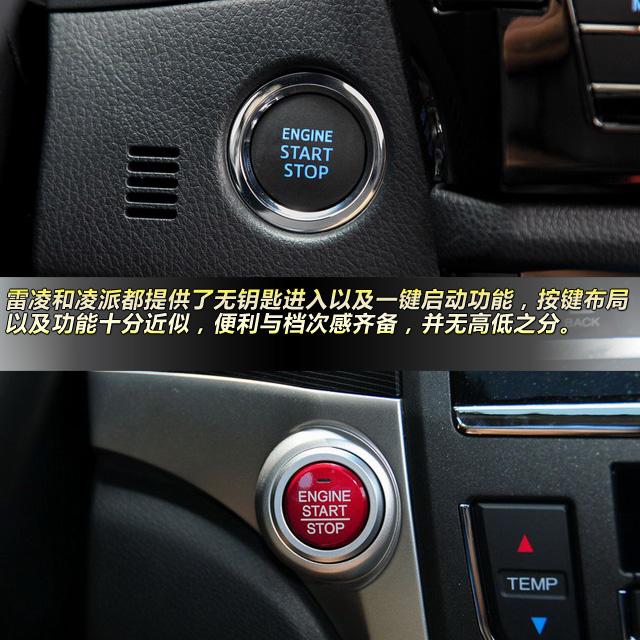 ENGINE
START
STOP
雷凌和凌派都提供了无钥匙进入以及一键启动功能，按键布局
以及功能十分近似，便利与档次感齐备，并无高低之分。
BACK
ENGINE
START
STOP
TEMP